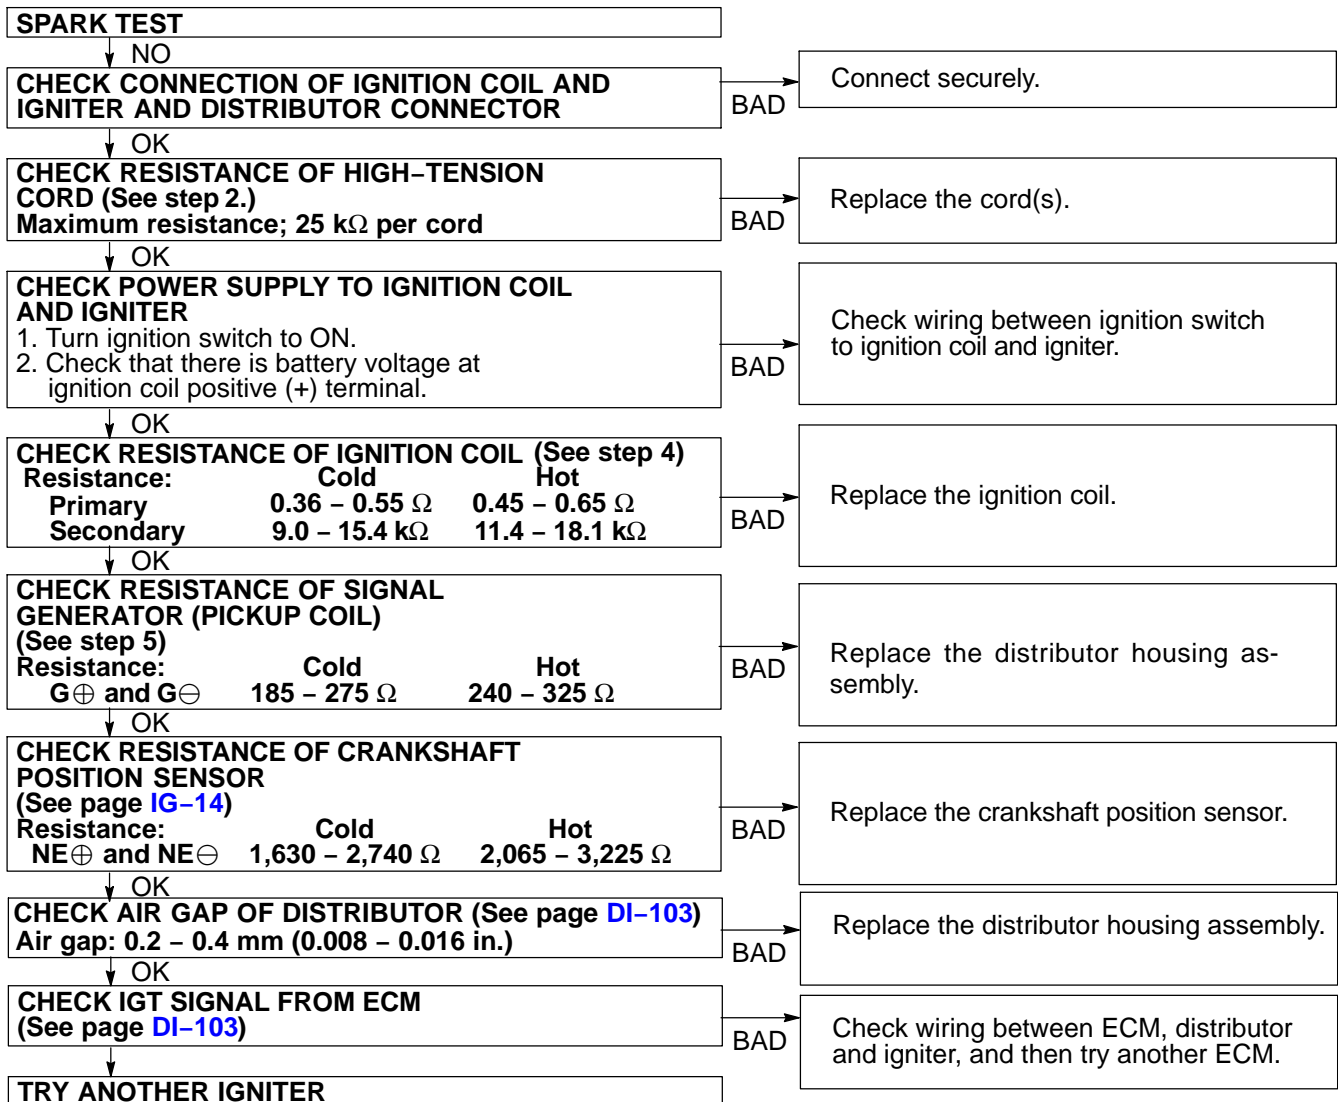 SPARK TEST
NO
CHECK CONNECTION OF IGNITION COIL AND
IGNITER AND DISTRIBUTOR CONNECTOR
BAD
Connect securely.
OK
CHECK RESISTANCE OF HIGH–TENSION
CORD (See step 2.)
Maximum resistance; 25 kΩ per cord
BAD
Replace the cord(s).
OK
CHECK POWER SUPPLY TO IGNITION COIL
AND IGNITER
1. Turn ignition switch to ON.
2. Check that there is battery voltage at
ignition coil positive (+) terminal.
BAD
Check wiring between ignition switch
to ignition coil and igniter.
OK
CHECK RESISTANCE OF IGNITION COIL (See step 4)
Resistance: Cold Hot
Primary 0.36 – 0.55 Ω 0.45 – 0.65 Ω
Secondary 9.0 – 15.4 kΩ 11.4 – 18.1 kΩ
BAD
Replace the ignition coil.
OK
CHECK RESISTANCE OF SIGNAL
GENERATOR (PICKUP COIL)
(See step 5)
Resistance: Cold Hot
G⊕ and G⊖ 185 – 275 Ω 240 – 325 Ω
BAD
Replace the distributor housing as-
sembly.
OK
CHECK RESISTANCE OF CRANKSHAFT
POSITION SENSOR
(See page IG–14)
Resistance: Cold Hot
NE⊕ and NE⊖ 1,630 – 2,740 Ω 2,065 – 3,225 Ω
BAD
Replace the crankshaft position sensor.
OK
CHECK AIR GAP OF DISTRIBUTOR (See page DI–103)
Air gap: 0.2 – 0.4 mm (0.008 – 0.016 in.)
BAD
Replace the distributor housing assembly.
OK
CHECK IGT SIGNAL FROM ECM
(See page DI–103)
BAD
Check wiring between ECM, distributor
and igniter, and then try another ECM.
TRY ANOTHER IGNITER